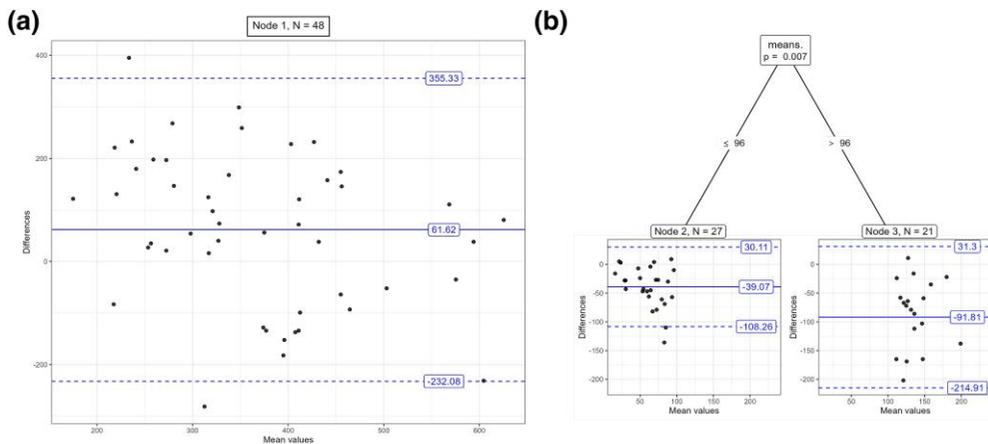 (a)
Node 1, N = 48
400
200
0
-200
Differences
355.33
61.62
-232.08
200 300 400 500 600
Mean values
(b)
means.
p = 0.007
≤ 96
> 96
Node 2, N = 27
0
-50
-100
-150
-200
Differences
30.11
-39.07
-108.26
50 100 150 200
Mean values
Node 3, N = 21
0
-50
-100
-150
-200
Differences
31.3
-91.81
-214.91
50 100 150 200
Mean values